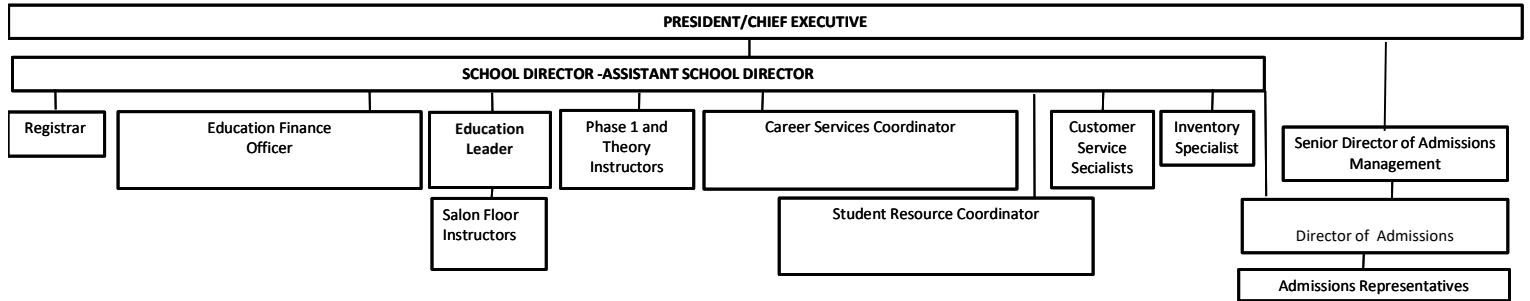 PRESIDENT/CHIEF EXECUTIVE
SCHOOL DIRECTOR -ASSISTANT SCHOOL DIRECTOR
Registrar
Education Finance
Officer
Education
Leader
Phase 1 and
Theory
Instructors
Career Services Coordinator
Customer
Service
Secialists
Inventory
Specialist
Senior Director of Admissions
Management
Salon Floor
Instructors
Student Resource Coordinator
Director of Admissions
Admissions Representatives